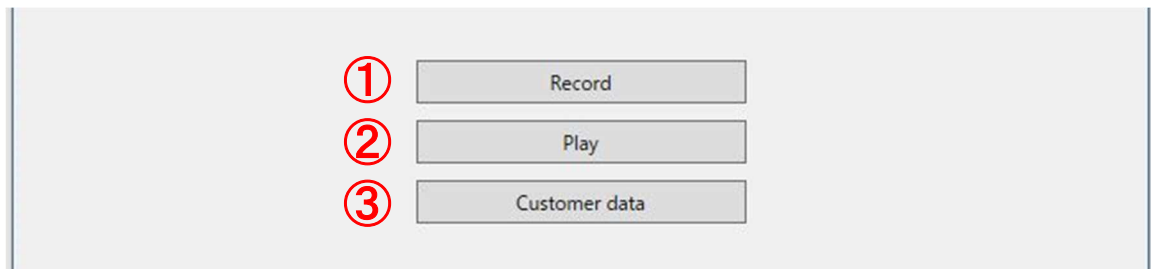 ① Record
② Play
③ Customer data